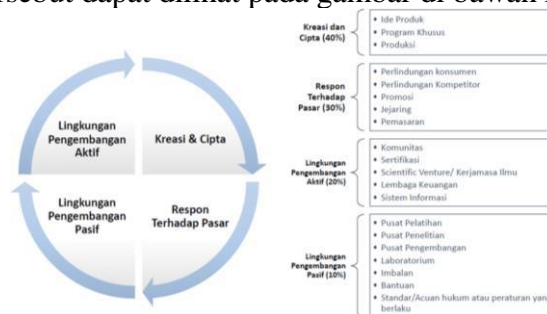 rsebut dapat dilihat pada gambar di bawah
Lingkungan
Pengembangan
Aktif
Kreasi & Cipta
Lingkungan
Pengembangan
Pasif
Respon
Terhadap Pasar
Kreasi dan
Cipta (40%)
• Ide Produk
• Program Khusus
• Produksi
Respon
Terhadap
Pasar (30%)
• Perlindungan konsumen
• Perlindungan Kompetitor
• Promosi
• Jejaring
• Pemasaran
Lingkungan
Pengembangan
Aktif (20%)
• Komunitas
• Sertifikasi
• Scientific Venture/ Kerjamasa Ilmu
• Lembaga Keuangan
• Sistem Informasi
Lingkungan
Pengembangan
Pasif (10%)
• Pusat Pelatihan
• Pusat Penelitian
• Pusat Pengembangan
• Laboratorium
• Imbalan
• Bantuan
• Standar/Acuan hukum atau peraturan yan
berlaku